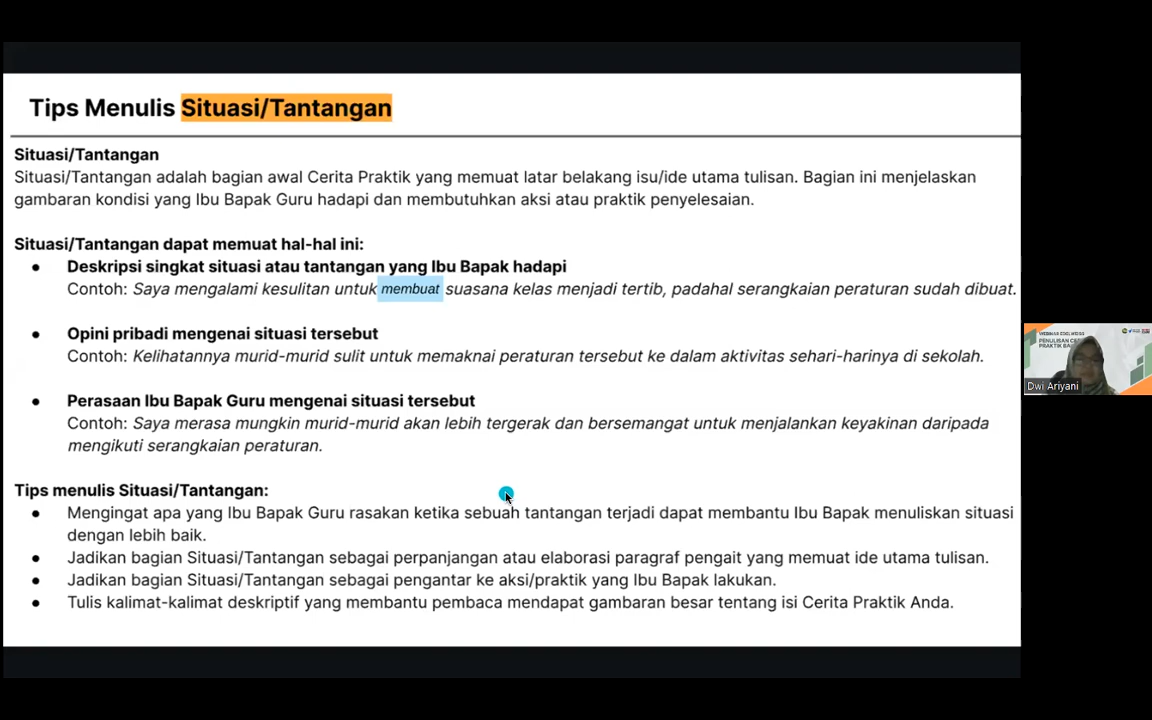 Tips Menulis Situasi/Tantangan
Situasi/Tantangan
Situasi/Tantangan adalah bagian awal Cerita Praktik yang memuat latar belakang isu/ide utama tulisan. Bagian ini menjelaskan
gambaran kondisi yang Ibu Bapak Guru hadapi dan membutuhkan aksi atau praktik penyelesaian.
Situasi/Tantangan dapat memuat hal-hal ini:
● Deskripsi singkat situasi atau tantangan yang Ibu Bapak hadapi
Contoh: Saya mengalami kesulitan untuk membuat suasana kelas menjadi tertib, padahal serangkaian peraturan sudah dibuat.
● Opini pribadi mengenai situasi tersebut
Contoh: Kelihatannya murid-murid sulit untuk memaknai peraturan tersebut ke dalam aktivitas sehari-harinya di sekolah.
● Perasaan Ibu Bapak Guru mengenai situasi tersebut
Contoh: Saya merasa mungkin murid-murid akan lebih tergerak dan bersemangat untuk menjalankan keyakinan daripada
mengikuti serangkaian peraturan.
Tips menulis Situasi/Tantangan:
● Mengingat apa yang Ibu Bapak Guru rasakan ketika sebuah tantangan terjadi dapat membantu Ibu Bapak menuliskan situasi
dengan lebih baik.
● Jadikan bagian Situasi/Tantangan sebagai perpanjangan atau elaborasi paragraf pengait yang memuat ide utama tulisan.
● Jadikan bagian Situasi/Tantangan sebagai pengantar ke aksi/praktik yang Ibu Bapak lakukan.
● Tulis kalimat-kalimat deskriptif yang membantu pembaca mendapat gambaran besar tentang isi Cerita Praktik Anda.
WEBINAR EDELWEISS
PENULISAN
PRAKTIK
Dwi Ariyani